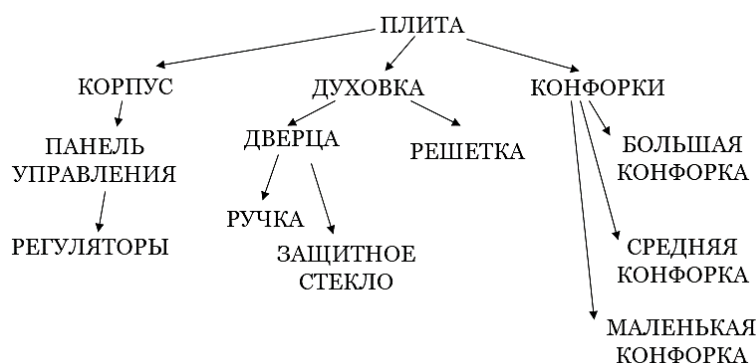 ПЛИТА
КОРПУС
ДУХОВКА
КОНФОРКИ
ПАНЕЛЬ
УПРАВЛЕНИЯ
ДВЕРЦА
РЕШЕТКА
БОЛЬШАЯ
КОНФОРКА
РЕГУЛЯТОРЫ
РУЧКА
ЗАЩИТНОЕ
СТЕКЛО
СРЕДНЯЯ
КОНФОРКА
МАЛЕНЬКАЯ
КОНФОРКА